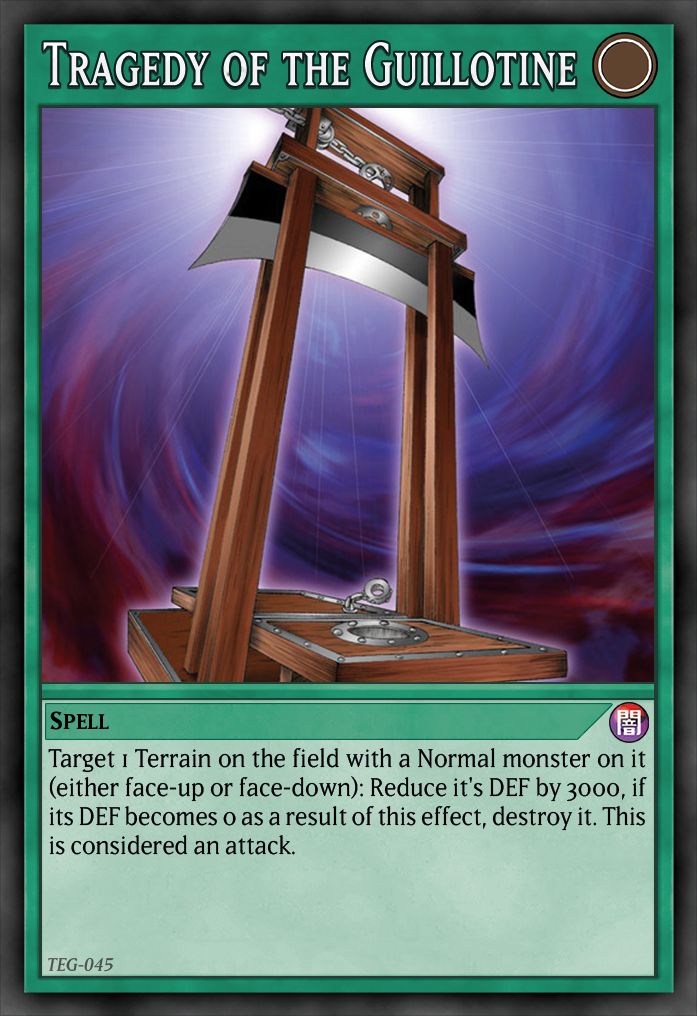 Tragedy of the Guillotine
Spell
闇
Target 1 Terrain on the field with a Normal monster on it
(either face-up or face-down): Reduce it's DEF by 3000, if
its DEF becomes 0 as a result of this effect, destroy it. This
is considered an attack.
TEG-045